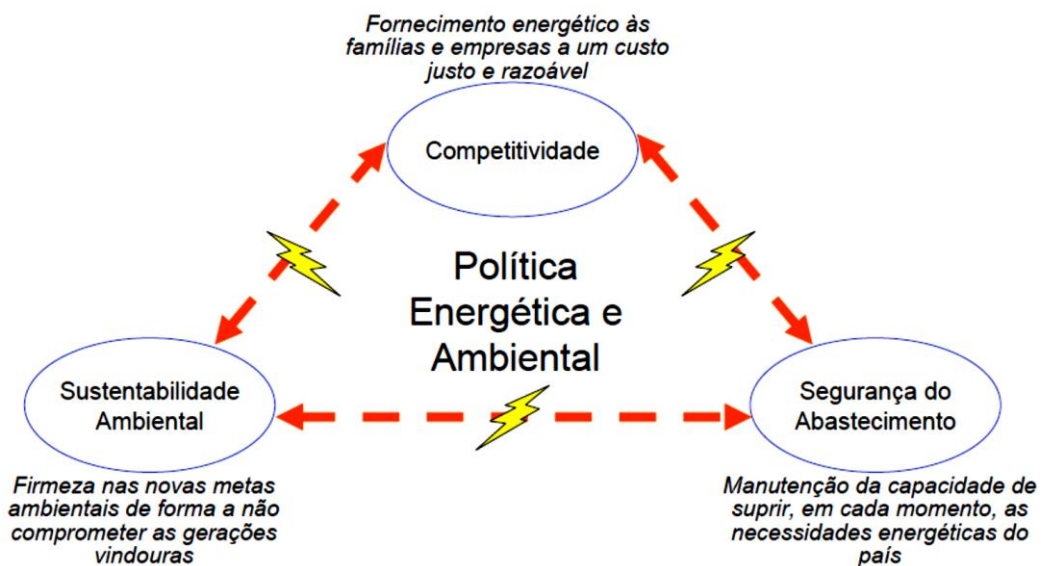 Fornecimento energético às
famílias e empresas a um custo
justo e razoável
Competitividade
Política
Energética e
Ambiental
Sustentabilidade
Ambiental
Segurança do
Abastecimento
Firmeza nas novas metas
ambientais de forma a não
comprometer as gerações
vindouras
Manutenção da capacidade de
suprir, em cada momento, as
necessidades energéticas do
país